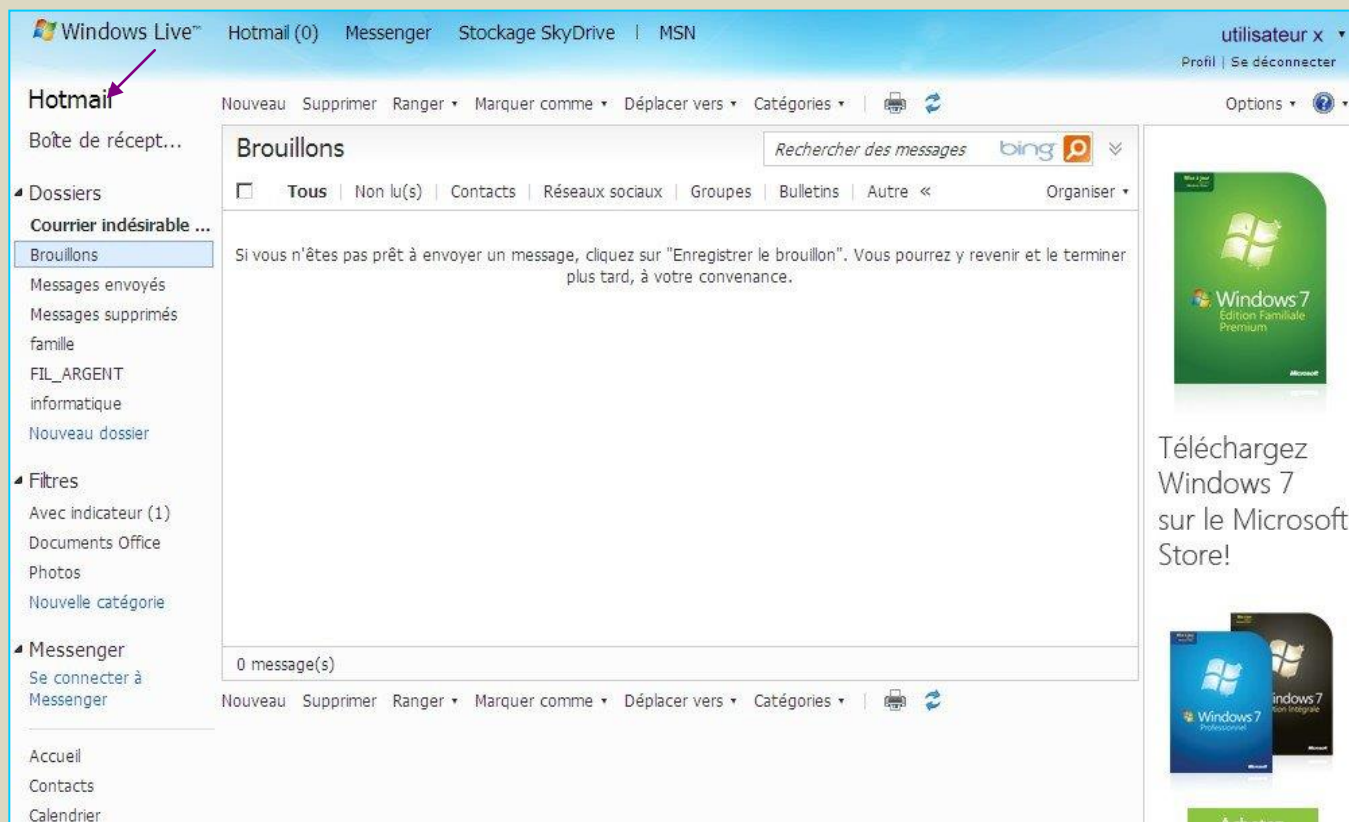 Windows Live™ Hotmail (0) Messenger Stockage SkyDrive | MSN
utilisateur x
Profil | Se déconnecter
Hotmail
Nouveau Supprimer Ranger Marquer comme Déplacer vers Catégories
Options
Boîte de récept...
Dossiers
Courrier indésirable ...
Brouillons
Messages envoyés
Messages supprimés
famille
FIL_ARGENT
informatique
Nouveau dossier
Filtres
Avec indicateur (1)
Documents Office
Photos
Nouvelle catégorie
Messenger
Se connecter à
Messenger
Accueil
Contacts
Calendrier
Brouillons
Rechercher des messages bing
Tous | Non lu(s) | Contacts | Réseaux sociaux | Groupes | Bulletins | Autre « Organiser
Si vous n'êtes pas prêt à envoyer un message, cliquez sur "Enregistrer le brouillon". Vous pourrez y revenir et le terminer
plus tard, à votre convenance.
0 message(s)
Nouveau Supprimer Ranger Marquer comme Déplacer vers Catégories
Windows 7
Édition Familiale
Premium
Microsoft
Téléchargez
Windows 7
sur le Microsoft
Store!
Windows 7
Professionnel
indows 7